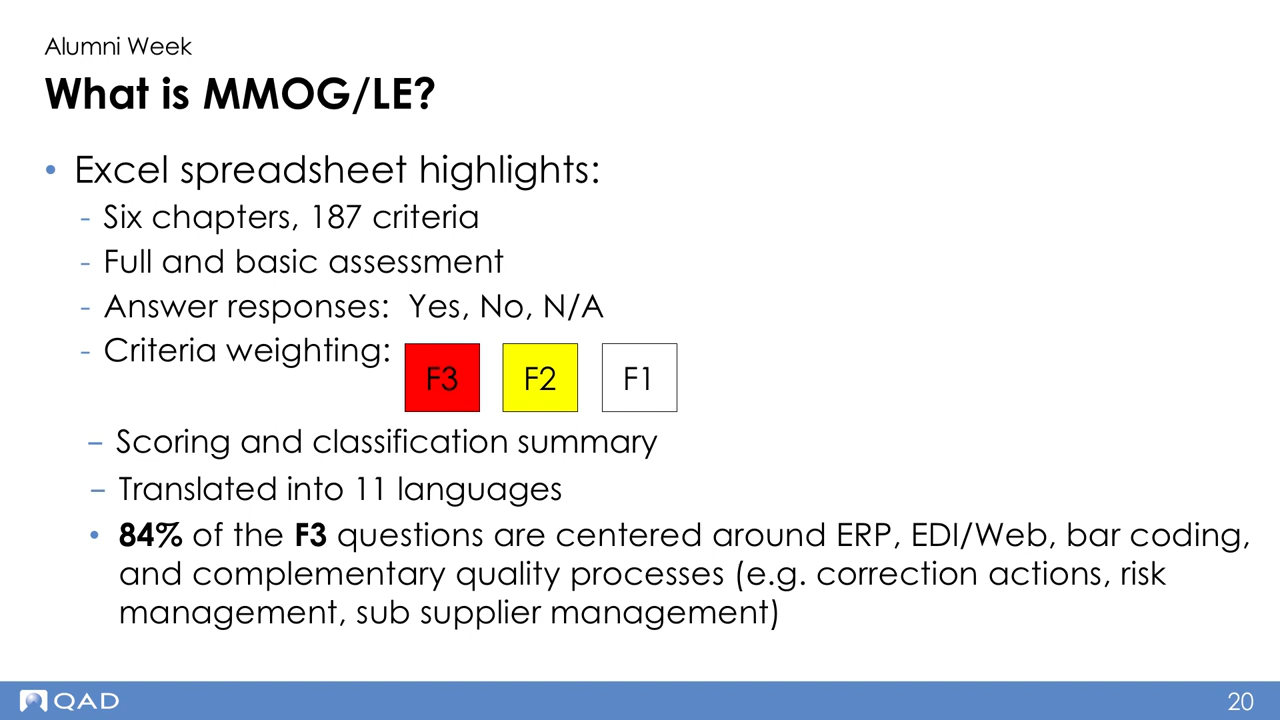 Alumni Week
What is MMOG/LE?
• Excel spreadsheet highlights:
- Six chapters, 187 criteria
- Full and basic assessment
- Answer responses:  Yes, No, N/A
- Criteria weighting: F3 F2 F1
– Scoring and classification summary
– Translated into 11 languages
• 84% of the F3 questions are centered around ERP, EDI/Web, bar coding,
and complementary quality processes (e.g. correction actions, risk
management, sub supplier management)
QAD
20